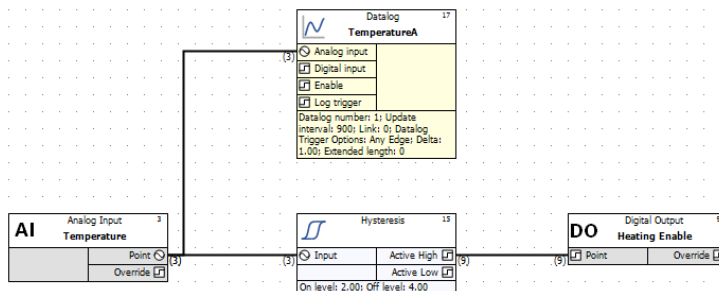 Datalog 17
TemperatureA
(3) Analog input
Digital input
Enable
Log trigger
Datalog number: 1; Update
interval: 900; Link: 0; Datalog
Trigger Options: Any Edge; Delta:
1.00; Extended length: 0
AI Analog Input 3
Temperature
Point (3)
Override
Hysteresis 15
(3) Input Active High (9)
Active Low
On level: 2.00; Off level: 4.00
DO Digital Output 9
Heating Enable
(9) Point Override